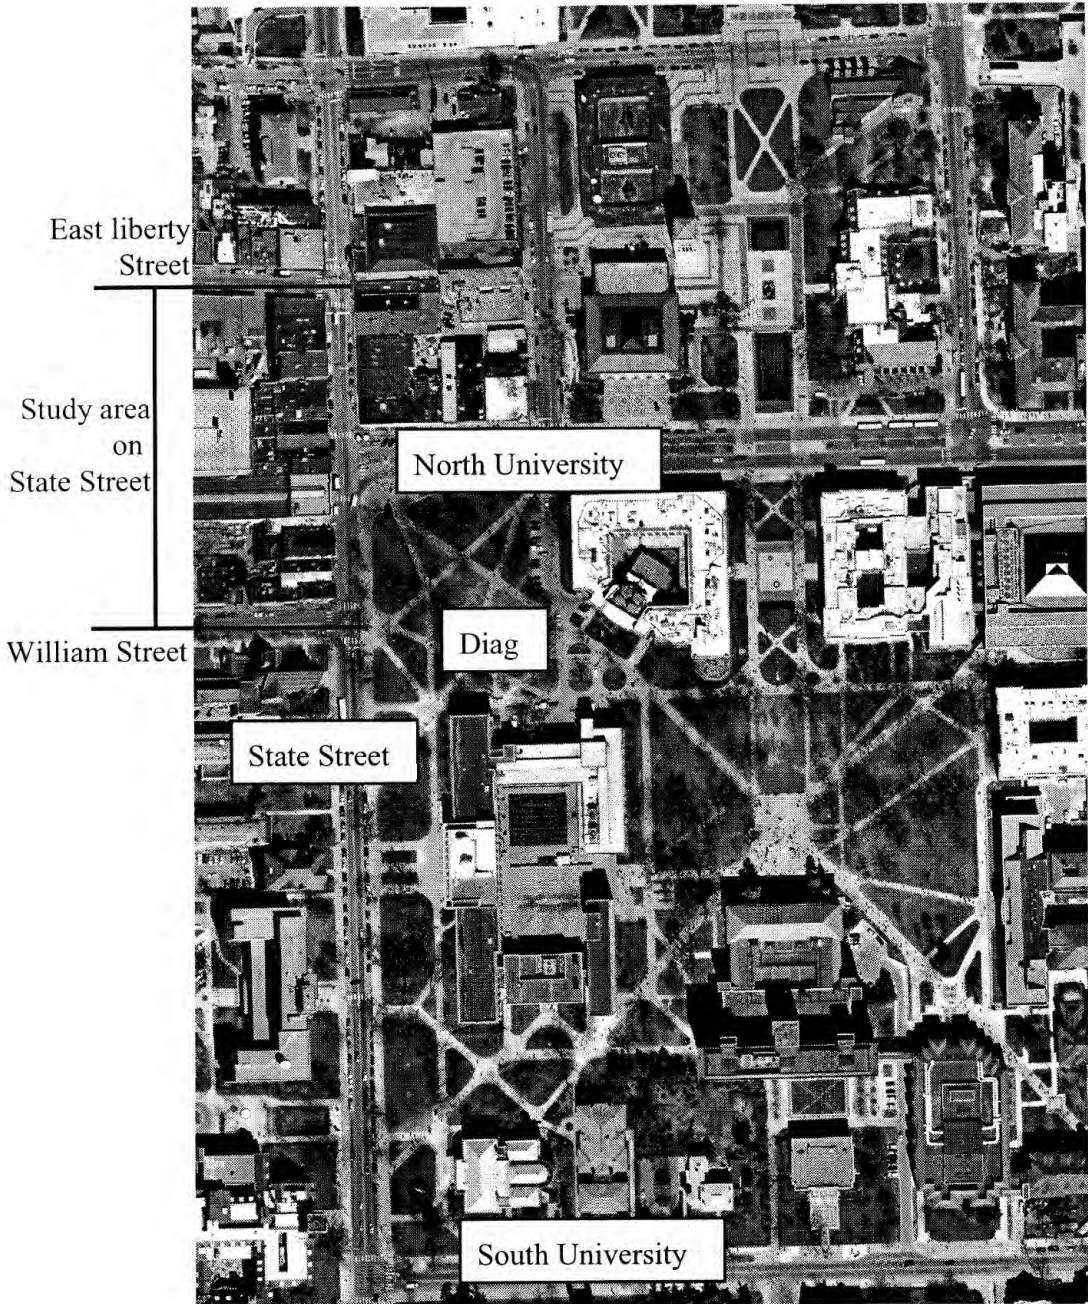 East liberty
Street
Study area
on
State Street
North University
William Street
Diag
State Street
South University